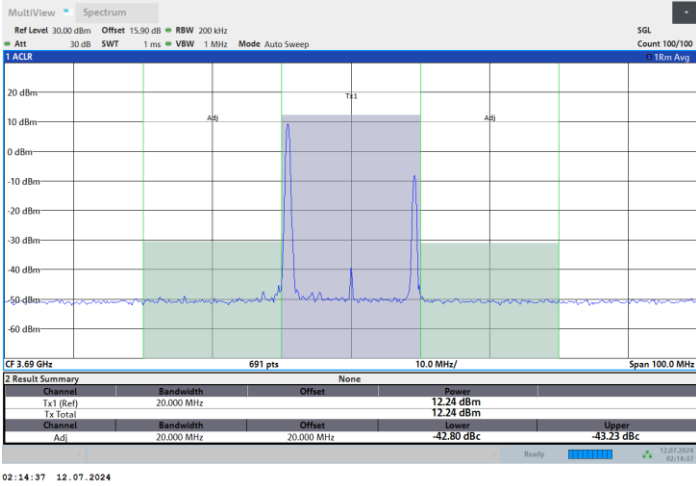 MultiView Spectrum
Ref Level 30.00 dBm Offset 15.90 dB RBW 200 kHz SGL
Att 30 dB SWT 1 ms VBW 1 MHz Mode Auto Sweep Count 100/100
1 ACLR 1Rm Avg
20 dBm
Tx1
10 dBm Adj Adj
0 dBm
-10 dBm
-20 dBm
-30 dBm
-40 dBm
-50 dBm
-60 dBm
CF 3.69 GHz 691 pts 10.0 MHz/ Span 100.0 MHz
2 Result Summary None
Channel Bandwidth Offset Power
Tx1 (Ref) 20.000 MHz 12.24 dBm
Tx Total 12.24 dBm
Channel Bandwidth Offset Lower Upper
Adj 20.000 MHz 20.000 MHz -42.80 dBc -43.23 dBc
Ready 12.07.2024
02:14:37
02:14:37 12.07.2024